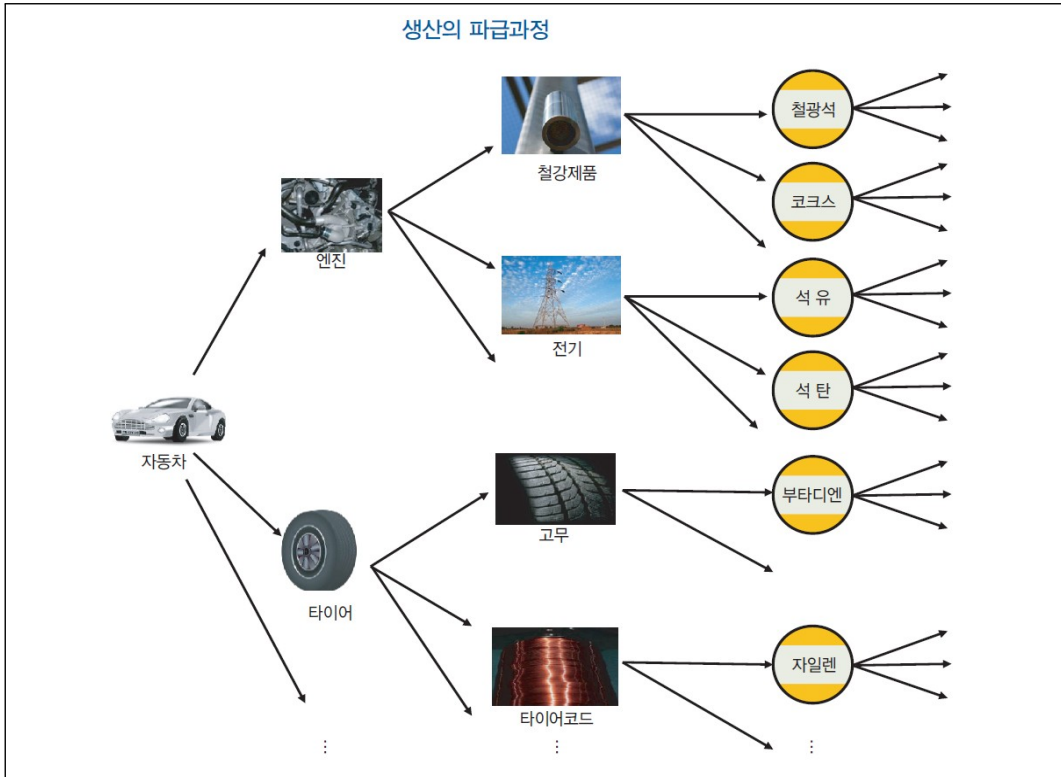 생산의 파급과정
철광석
철강제품
코크스
엔진
석 유
전기
석 탄
자동차
부타디엔
고무
타이어
자일렌
타이어코드
⋮ ⋮ ⋮